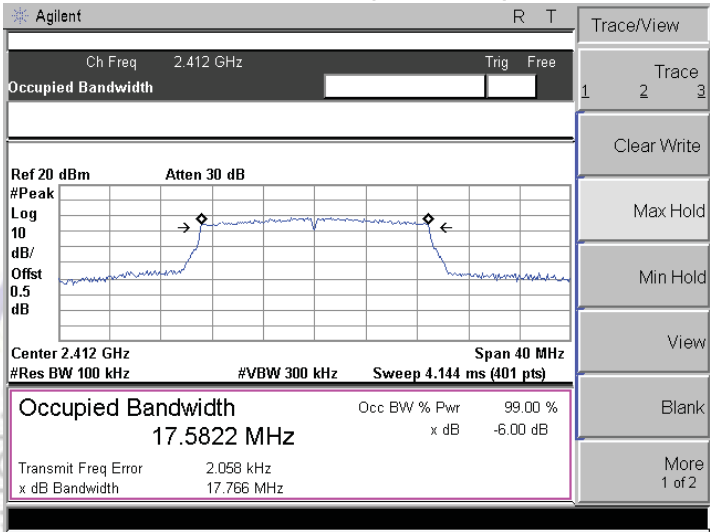 Agilent R T
Ch Freq 2.412 GHz Trig Free
Occupied Bandwidth
Ref 20 dBm Atten 30 dB
#Peak
Log
10
dB/
Offst
0.5
dB
Center 2.412 GHz Span 40 MHz
#Res BW 100 kHz #VBW 300 kHz Sweep 4.144 ms (401 pts)
Occupied Bandwidth
17.5822 MHz
Occ BW % Pwr 99.00 %
x dB -6.00 dB
Transmit Freq Error 2.058 kHz
x dB Bandwidth 17.766 MHz
Trace/View
Trace
1 2 3
Clear Write
Max Hold
Min Hold
View
Blank
More
1 of 2